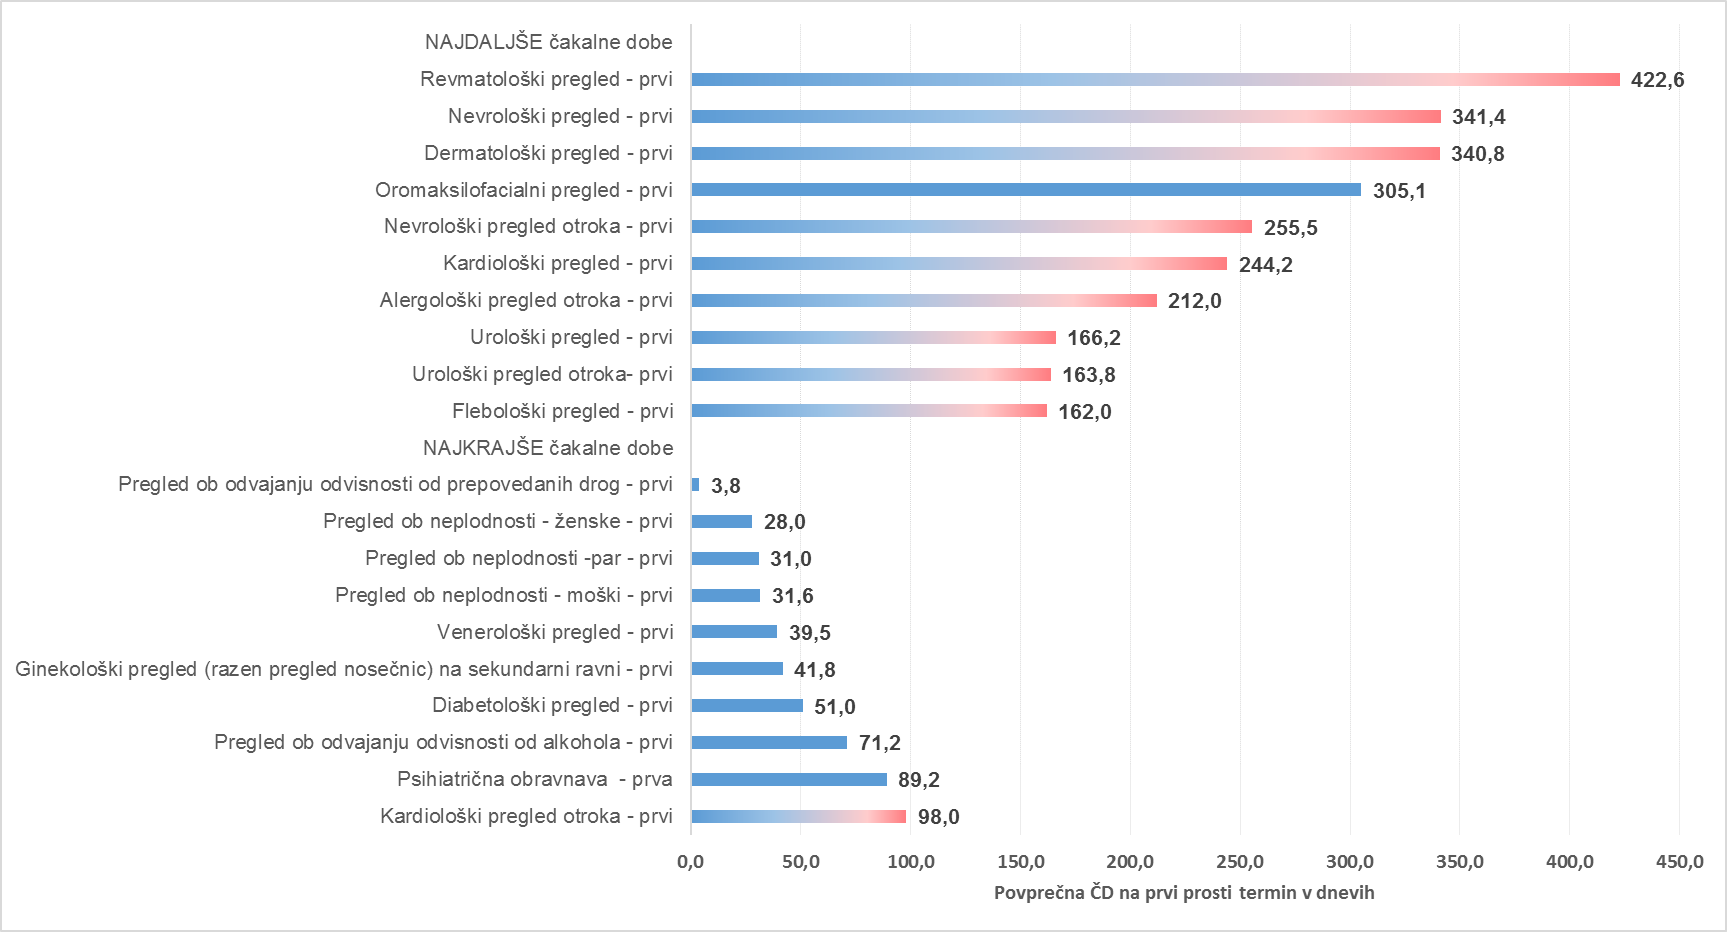 NAJDALJŠE čakalne dobe
Revmatološki pregled - prvi 422,6
Nevrološki pregled - prvi 341,4
Dermatološki pregled - prvi 340,8
Oromaksilofacialni pregled - prvi 305,1
Nevrološki pregled otroka - prvi 255,5
Kardiološki pregled - prvi 244,2
Alergološki pregled otroka - prvi 212,0
Urološki pregled - prvi 166,2
Urološki pregled otroka- prvi 163,8
Flebološki pregled - prvi 162,0
NAJKRAJŠE čakalne dobe
Pregled ob odvajanju odvisnosti od prepovedanih drog - prvi 3,8
Pregled ob neplodnosti - ženske - prvi 28,0
Pregled ob neplodnosti -par - prvi 31,0
Pregled ob neplodnosti - moški - prvi 31,6
Venerološki pregled - prvi 39,5
Ginekološki pregled (razen pregled nosečnic) na sekundarni ravni - prvi 41,8
Diabetološki pregled - prvi 51,0
Pregled ob odvajanju odvisnosti od alkohola - prvi 71,2
Psihiatrična obravnava  - prva 89,2
Kardiološki pregled otroka - prvi 98,0
0,0 50,0 100,0 150,0 200,0 250,0 300,0 350,0 400,0 450,0
Povprečna ČD na prvi prosti termin v dnevih